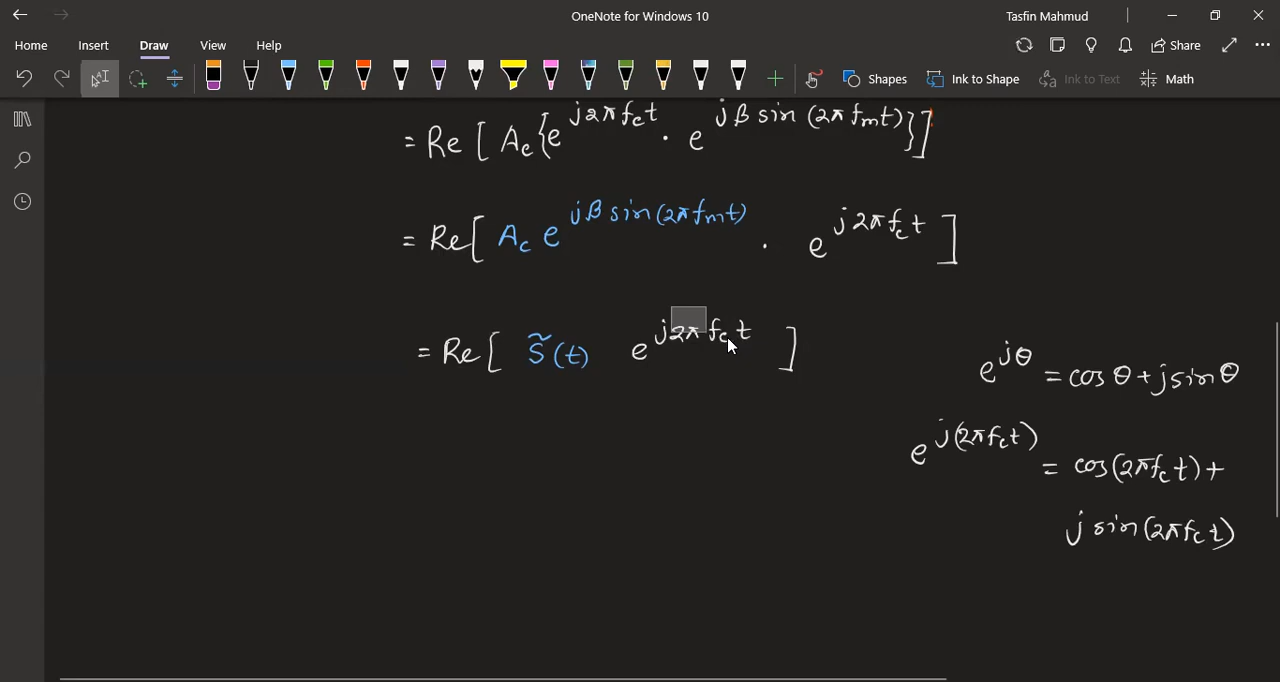 OneNote for Windows 10
Tasfin Mahmud
Home Insert Draw View Help
Share
Shapes Ink to Shape Ink to Text Math
= Re [ A_c {e^{j2πf_c t} · e^{jβ sin (2πf_m t)}}]
= Re[ A_c e^{jβ sin(2πf_m t)} · e^{j2πf_c t} ]
= Re[ S̃(t) e^{j2πf_c t} ]
e^{jθ} = cos θ + j sin θ
e^{j(2πf_c t)} = cos(2πf_c t) +
j sin(2πf_c t)